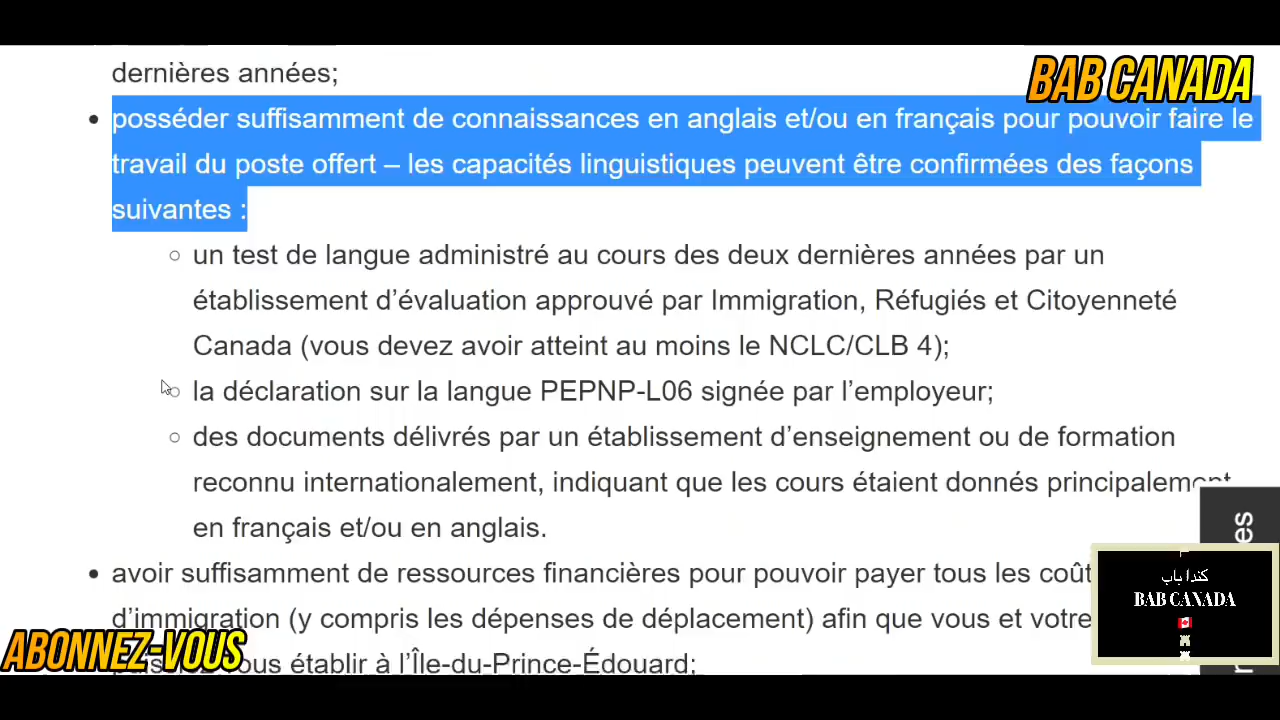 dernières années;
BAB CANADA
posséder suffisamment de connaissances en anglais et/ou en français pour pouvoir faire le
travail du poste offert – les capacités linguistiques peuvent être confirmées des façons
suivantes :
un test de langue administré au cours des deux dernières années par un
établissement d’évaluation approuvé par Immigration, Réfugiés et Citoyenneté
Canada (vous devez avoir atteint au moins le NCLC/CLB 4);
la déclaration sur la langue PEPNP-L06 signée par l’employeur;
des documents délivrés par un établissement d’enseignement ou de formation
reconnu internationalement, indiquant que les cours étaient donnés principalement
en français et/ou en anglais.
avoir suffisamment de ressources financières pour pouvoir payer tous les coût
d’immigration (y compris les dépenses de déplacement) afin que vous et votre
vous établir à l’Île-du-Prince-Édouard;
ABONNEZ-VOUS
كندا باب
BAB CANADA